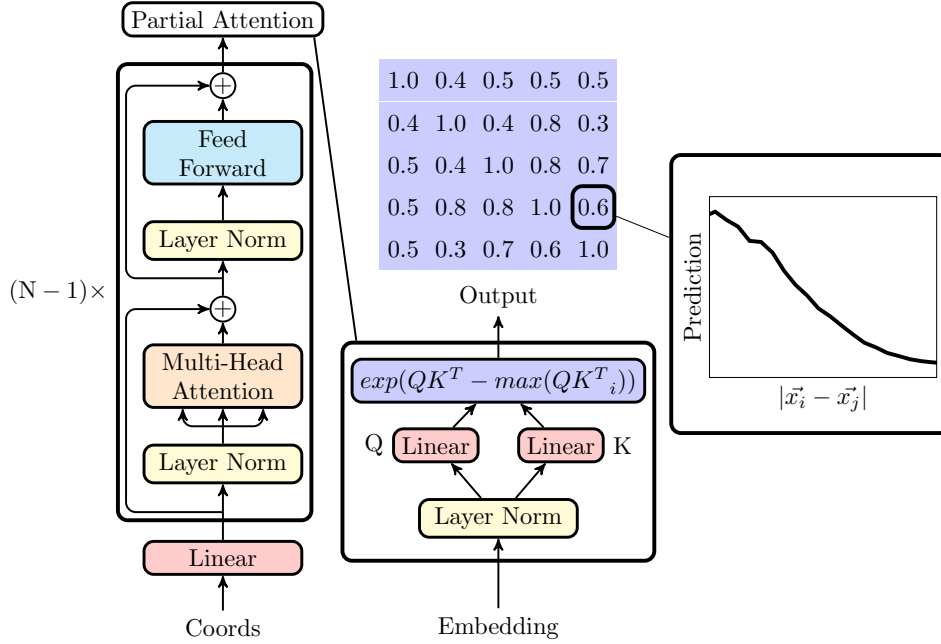 Partial Attention
Feed
Forward
Layer Norm
(N − 1)×
Multi-Head
Attention
Layer Norm
Linear
Coords
1.0 0.4 0.5 0.5 0.5
0.4 1.0 0.4 0.8 0.3
0.5 0.4 1.0 0.8 0.7
0.5 0.8 0.8 1.0 0.6
0.5 0.3 0.7 0.6 1.0
Output
exp(QK^T − max(QK^T_i))
Q Linear Linear K
Layer Norm
Embedding
Prediction
|x⃗_i − x⃗_j|